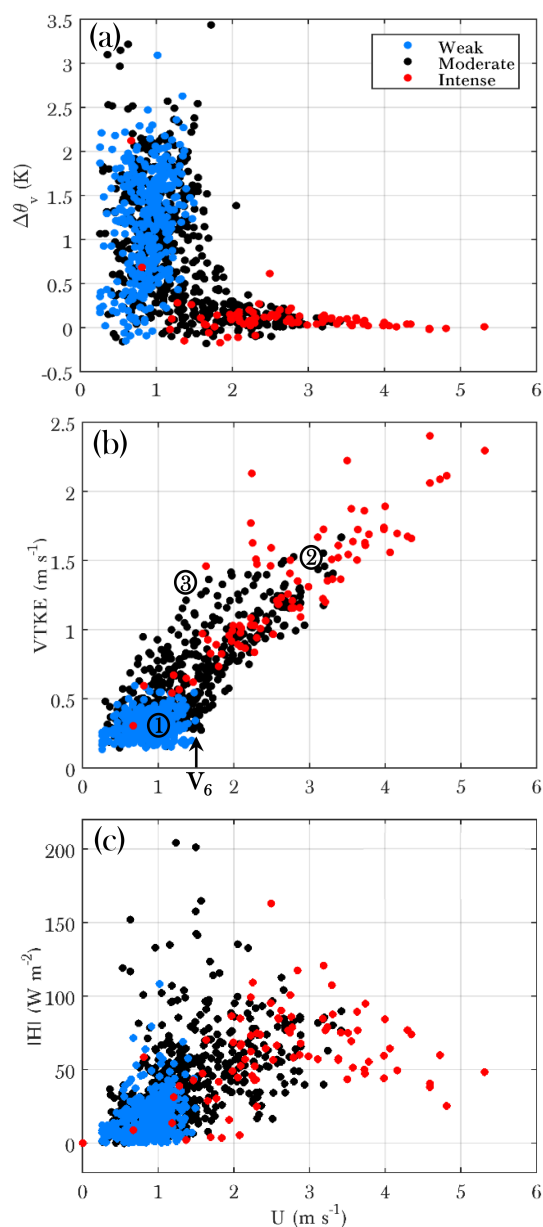 (a)
Weak
Moderate
Intense
3.5
3
2.5
2
1.5
1
0.5
0
-0.5
Δθv (K)
0 1 2 3 4 5 6
(b)
2.5
2
1.5
1
0.5
0
VTKE (m s-1)
③ ② ①
V6
0 1 2 3 4 5 6
(c)
200
150
100
50
0
|H| (W m-2)
0 1 2 3 4 5 6
U (m s-1)